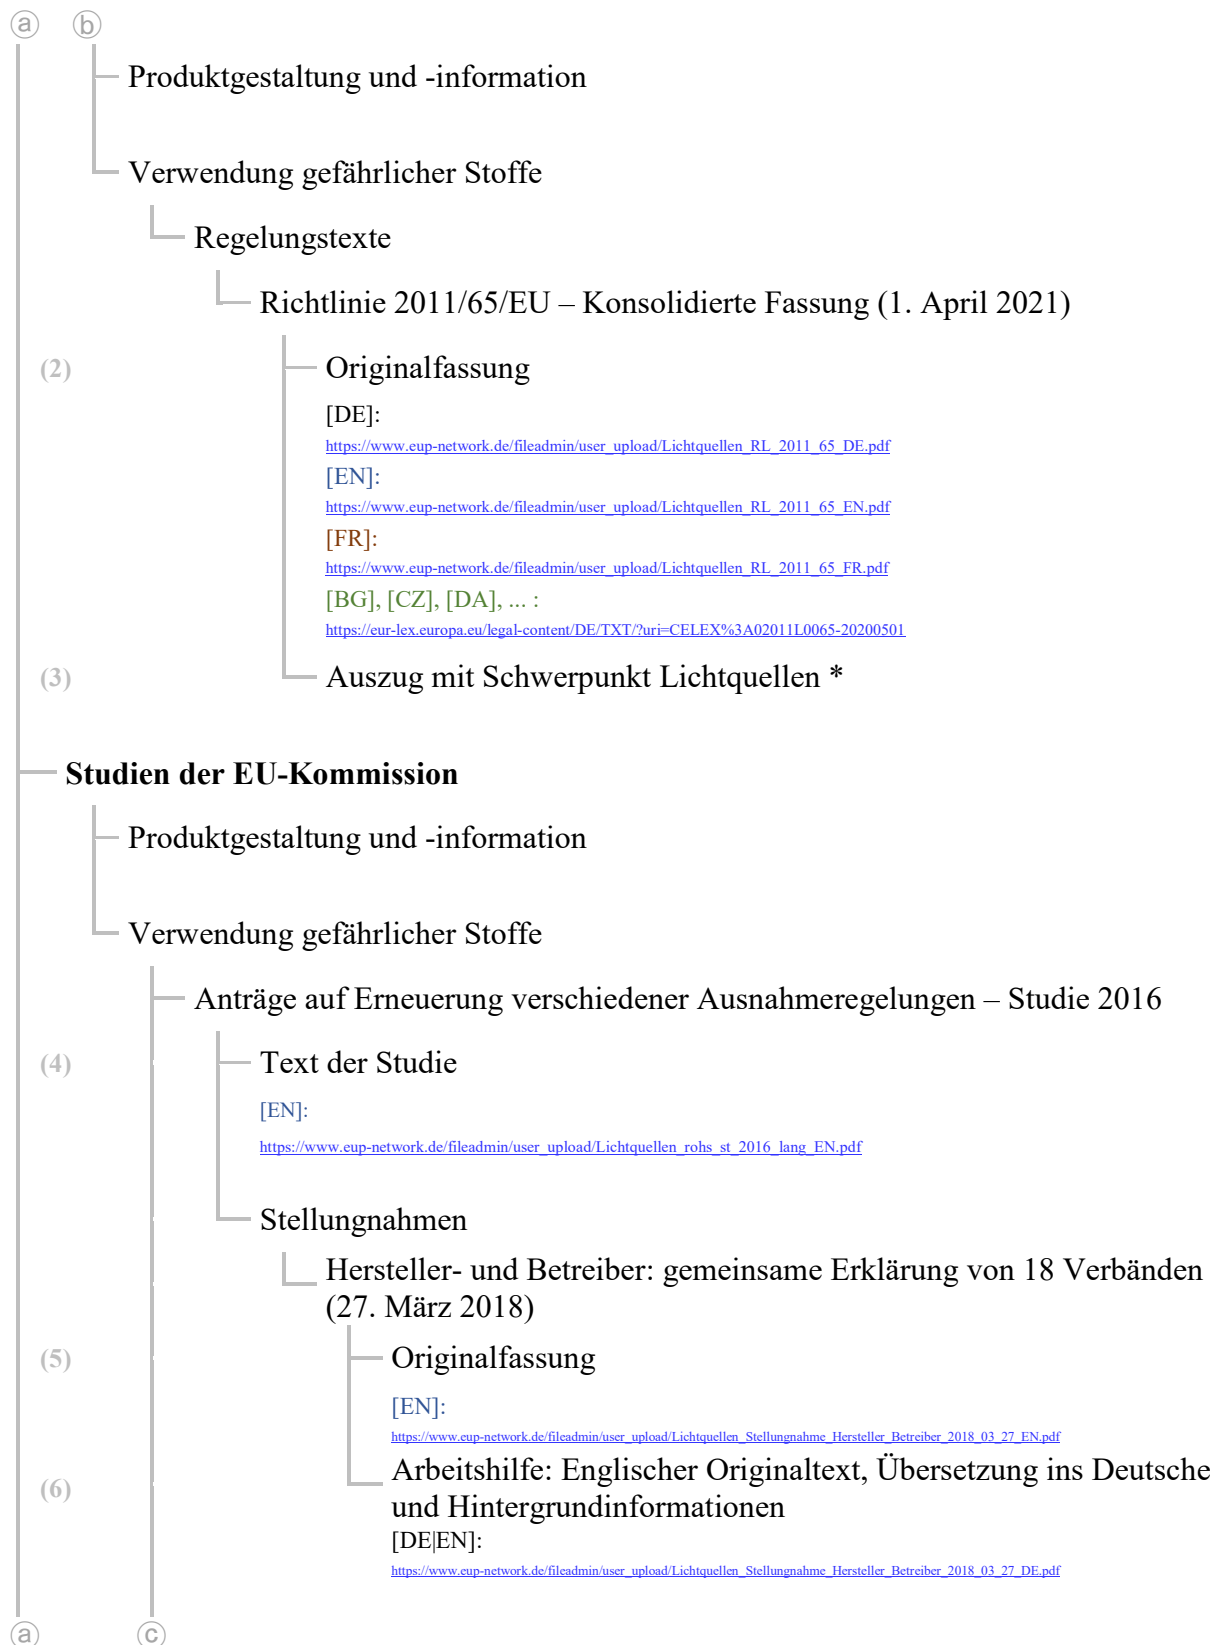 ⓐ ⓑ
Produktgestaltung und -information
Verwendung gefährlicher Stoffe
Regelungstexte
Richtlinie 2011/65/EU – Konsolidierte Fassung (1. April 2021)
(2) Originalfassung
[DE]:
https://www.eup-network.de/fileadmin/user_upload/Lichtquellen_RL_2011_65_DE.pdf
[EN]:
https://www.eup-network.de/fileadmin/user_upload/Lichtquellen_RL_2011_65_EN.pdf
[FR]:
https://www.eup-network.de/fileadmin/user_upload/Lichtquellen_RL_2011_65_FR.pdf
[BG], [CZ], [DA], ... :
https://eur-lex.europa.eu/legal-content/DE/TXT/?uri=CELEX%3A02011L0065-20200501
(3) Auszug mit Schwerpunkt Lichtquellen *
Studien der EU-Kommission
Produktgestaltung und -information
Verwendung gefährlicher Stoffe
Anträge auf Erneuerung verschiedener Ausnahmeregelungen – Studie 2016
(4) Text der Studie
[EN]:
https://www.eup-network.de/fileadmin/user_upload/Lichtquellen_rohs_st_2016_lang_EN.pdf
Stellungnahmen
Hersteller- und Betreiber: gemeinsame Erklärung von 18 Verbänden
(27. März 2018)
(5) Originalfassung
[EN]:
https://www.eup-network.de/fileadmin/user_upload/Lichtquellen_Stellungnahme_Hersteller_Betreiber_2018_03_27_EN.pdf
(6) Arbeitshilfe: Englischer Originaltext, Übersetzung ins Deutsche
und Hintergrundinformationen
[DE|EN]:
https://www.eup-network.de/fileadmin/user_upload/Lichtquellen_Stellungnahme_Hersteller_Betreiber_2018_03_27_DE.pdf
ⓐ ⓒ